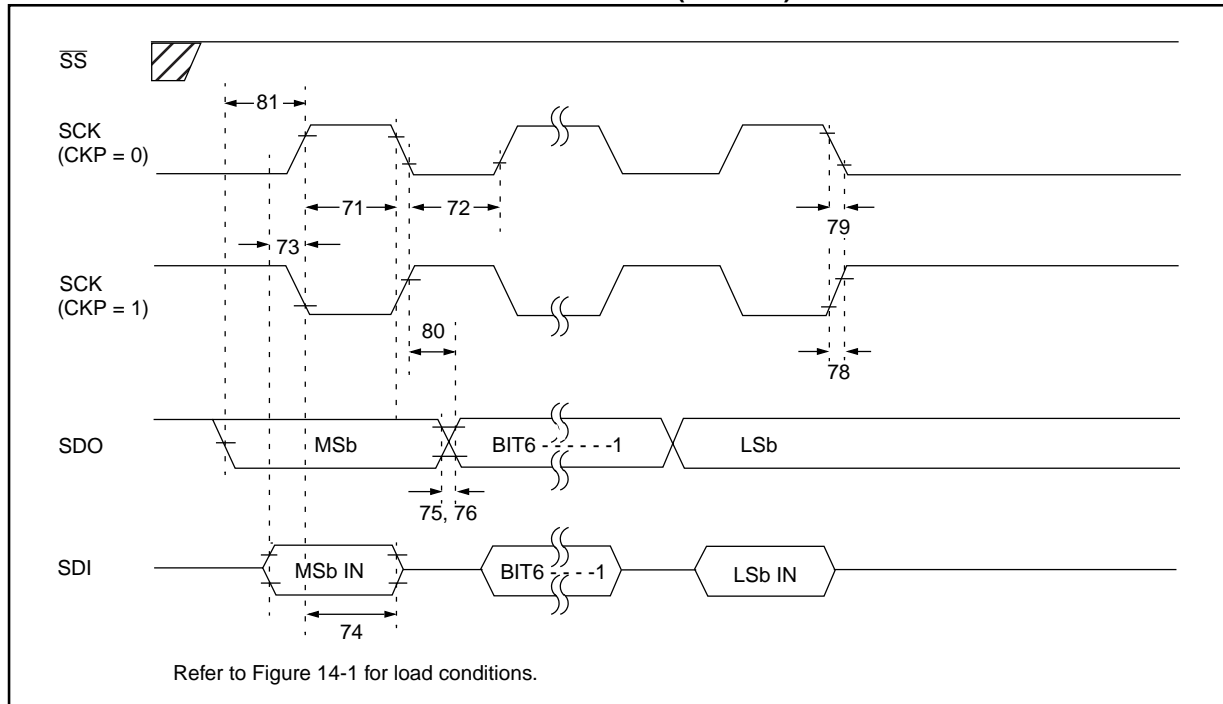 SS
81
SCK
(CKP = 0)
71
72
73
79
SCK
(CKP = 1)
80
78
SDO
MSb
BIT6 - - - - - -1
LSb
75, 76
SDI
MSb IN
BIT6 - - - - -1
LSb IN
74
Refer to Figure 14-1 for load conditions.